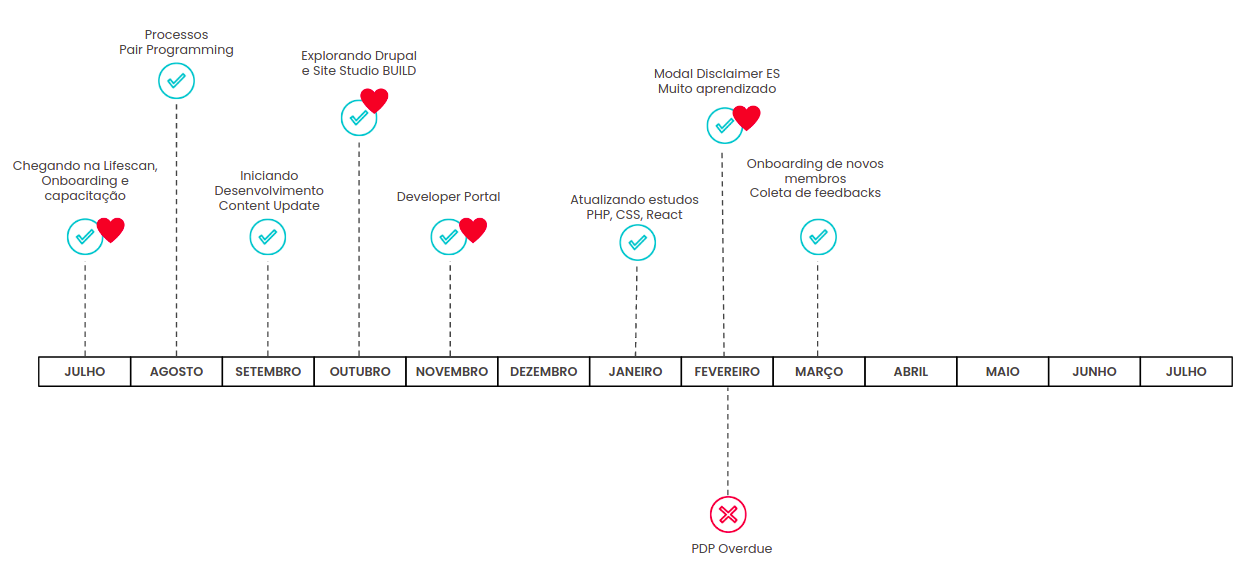 Processos
Pair Programming
Explorando Drupal
e Site Studio BUILD
Modal Disclaimer ES
Muito aprendizado
Chegando na Lifescan,
Onboarding e
capacitação
Iniciando
Desenvolvimento
Content Update
Developer Portal
Atualizando estudos
PHP, CSS, React
Onboarding de novos
membros
Coleta de feedbacks
JULHO
AGOSTO
SETEMBRO
OUTUBRO
NOVEMBRO
DEZEMBRO
JANEIRO
FEVEREIRO
MARÇO
ABRIL
MAIO
JUNHO
JULHO
PDP Overdue